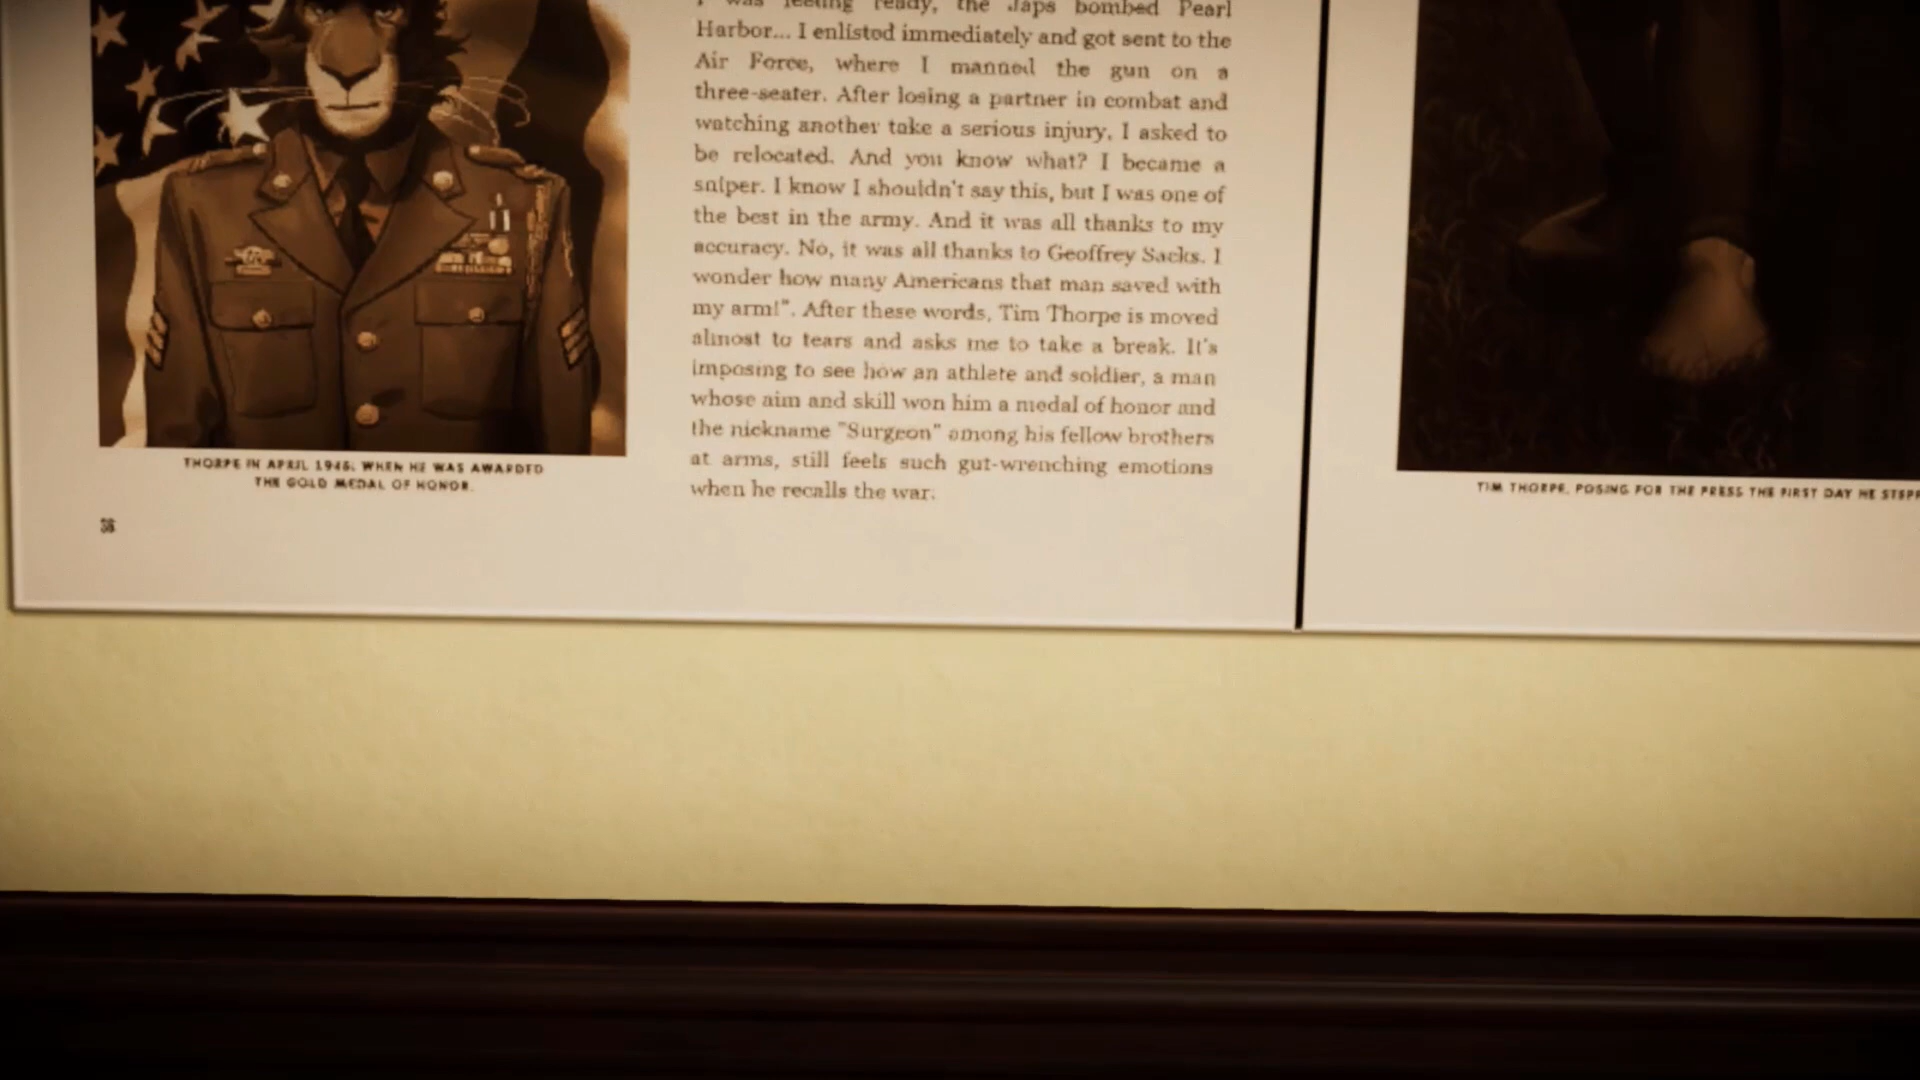 THORPE IN APRIL 1945, WHEN HE WAS AWARDED
THE GOLD MEDAL OF HONOR.
was feeling ready, the Japs bombed Pearl
Harbor... I enlisted immediately and got sent to the
Air Force, where I manned the gun on a
three-seater. After losing a partner in combat and
watching another take a serious injury, I asked to
be relocated. And you know what? I became a
sniper. I know I shouldn't say this, but I was one of
the best in the army. And it was all thanks to my
accuracy. No, it was all thanks to Geoffrey Sacks. I
wonder how many Americans that man saved with
my arm!". After these words, Tim Thorpe is moved
almost to tears and asks me to take a break. It's
imposing to see how an athlete and soldier, a man
whose aim and skill won him a medal of honor and
the nickname "Surgeon" among his fellow brothers
at arms, still feels such gut-wrenching emotions
when he recalls the war.
TIM THORPE, POSING FOR THE PRESS THE FIRST DAY HE